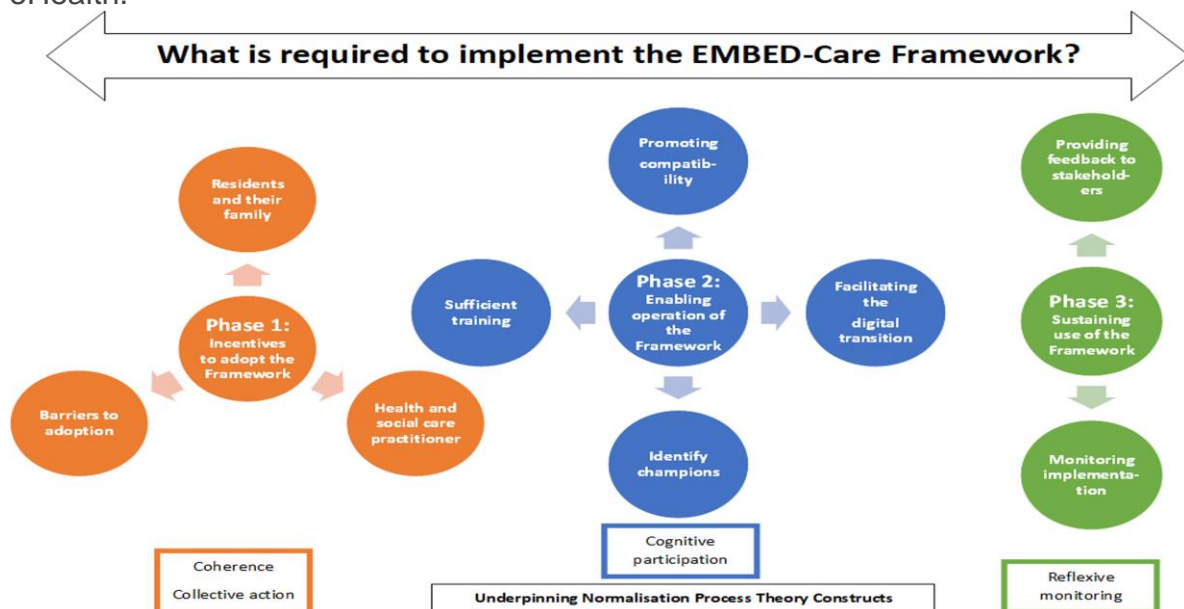 of health.
What is required to implement the EMBED-Care Framework?
Residents
and their
family
Phase 1:
Incentives
to adopt the
Framework
Barriers to
adoption
Health and
social care
practitioner
Promoting
compatib-
ility
Sufficient
training
Phase 2:
Enabling
operation of
the
Framework
Facilitating
the
digital
transition
Identify
champions
Providing
feedback to
stakehold-
ers
Phase 3:
Sustaining
use of the
Framework
Monitoring
implementa-
tion
Coherence
Collective action
Cognitive
participation
Reflexive
monitoring
Underpinning Normalisation Process Theory Constructs